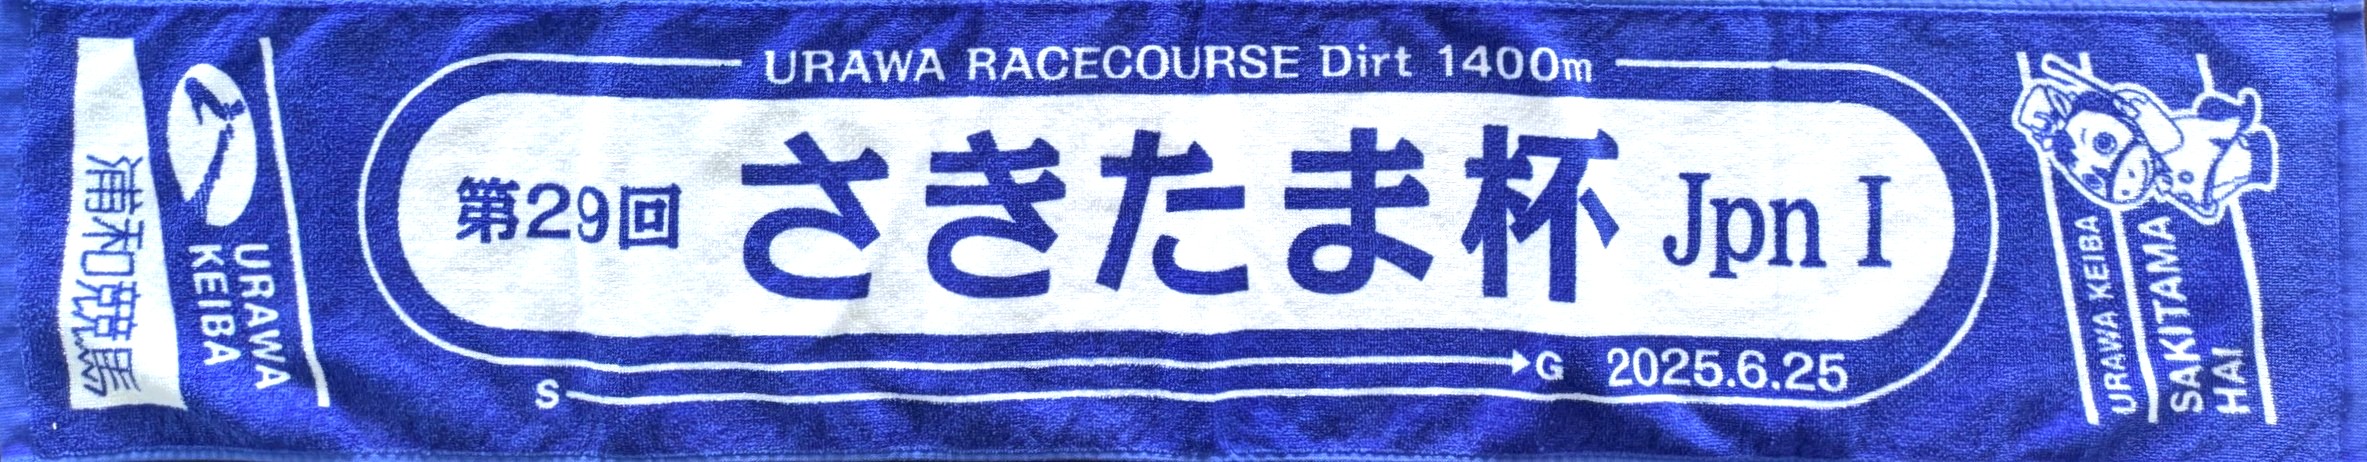 浦和競馬
URAWA
KEIBA
URAWA RACECOURSE Dirt 1400m
第29回 さきたま杯 Jpn I
G 2025.6.25
S
URAWA KEIBA
SAKITAMA
HAI